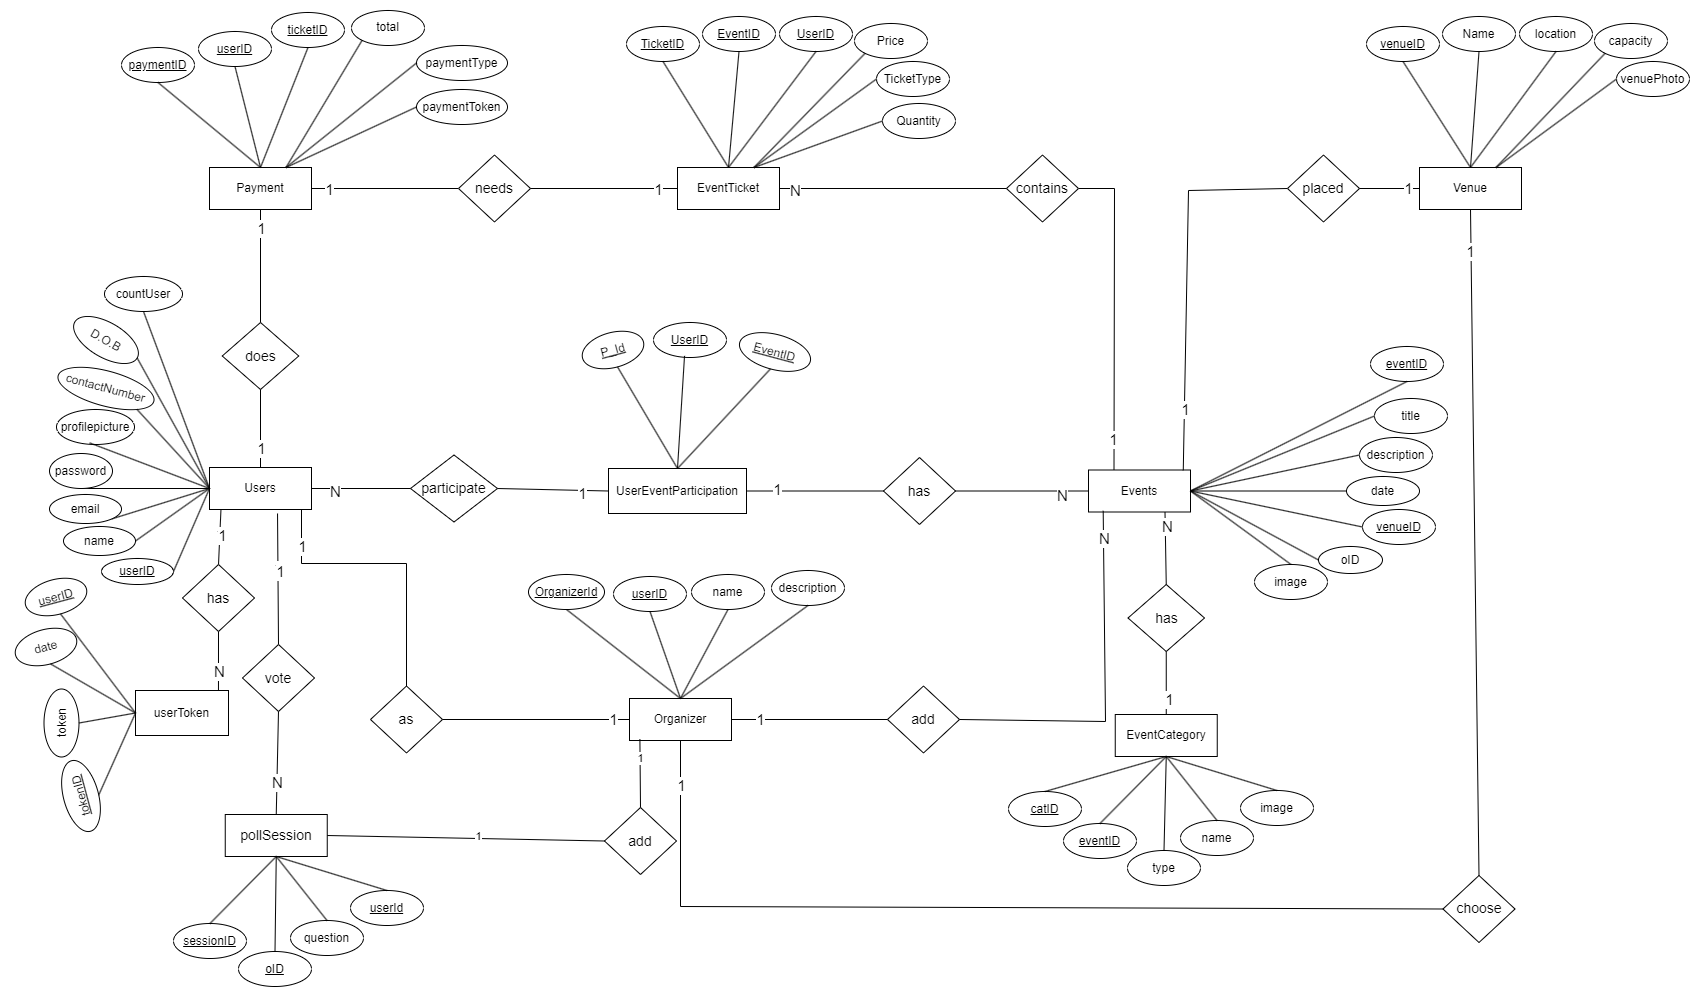 paymentID
userID
ticketID
total
paymentType
paymentToken
TicketID
EventID
UserID
Price
TicketType
Quantity
venueID
Name
location
capacity
venuePhoto
Payment
1
needs
1
EventTicket
N
contains
placed
1
Venue
1
1
does
1
1
1
countUser
D.O.B
contactNumber
profilepicture
password
email
name
userID
P_Id
UserID
EventID
eventID
title
description
date
venueID
oID
image
Users
N
participate
1
UserEventParticipation
1
has
N
Events
1
1
1
N
N
has
vote
has
userID
date
token
tokenID
N
userToken
OrganizerId
userID
name
description
as
1
Organizer
1
add
1
EventCategory
N
1
1
pollSession
1
add
catID
eventID
type
name
image
sessionID
oID
question
userId
choose